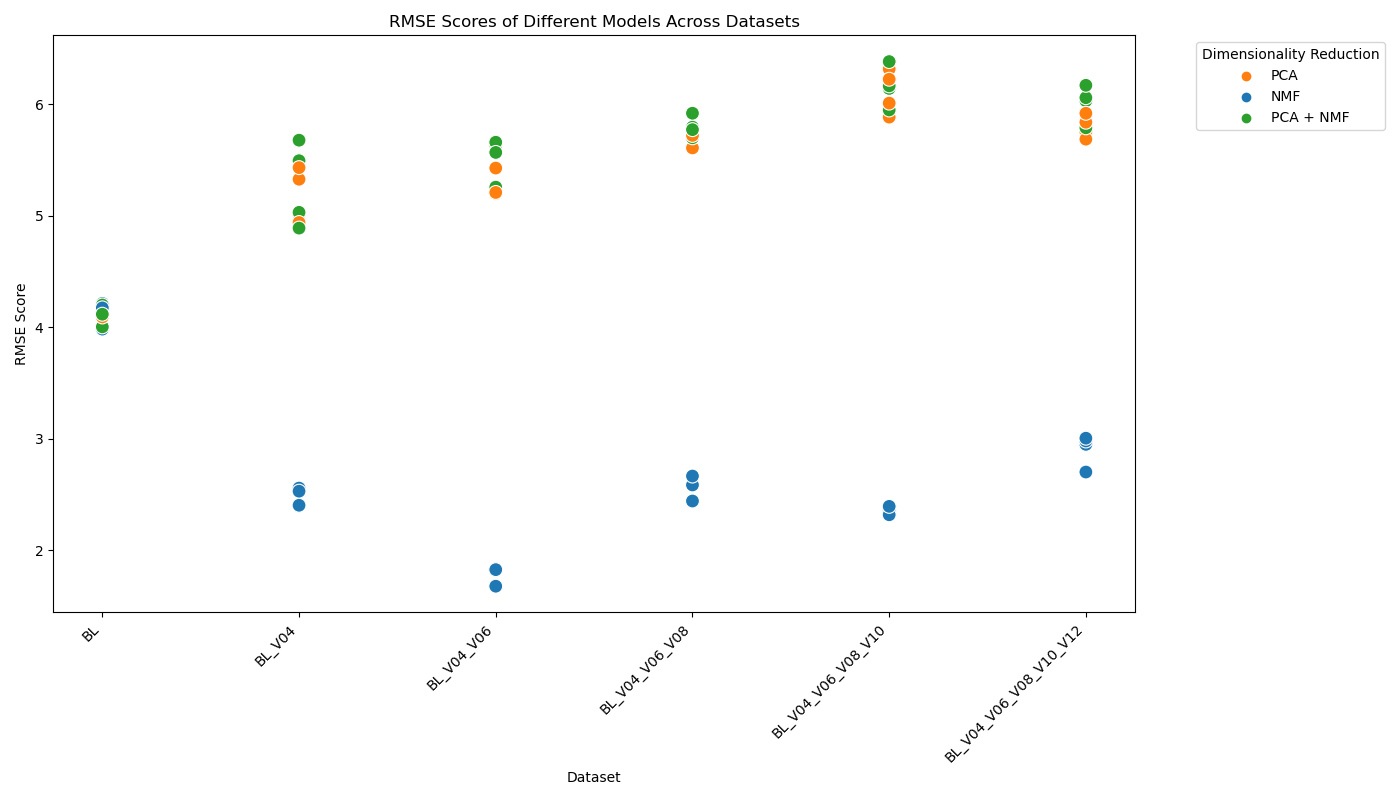 RMSE Scores of Different Models Across Datasets
Dimensionality Reduction
PCA
NMF
PCA + NMF
RMSE Score
6
5
4
3
2
BL
BL_V04
BL_V04_V06
BL_V04_V06_V08
BL_V04_V06_V08_V10
BL_V04_V06_V08_V10_V12
Dataset